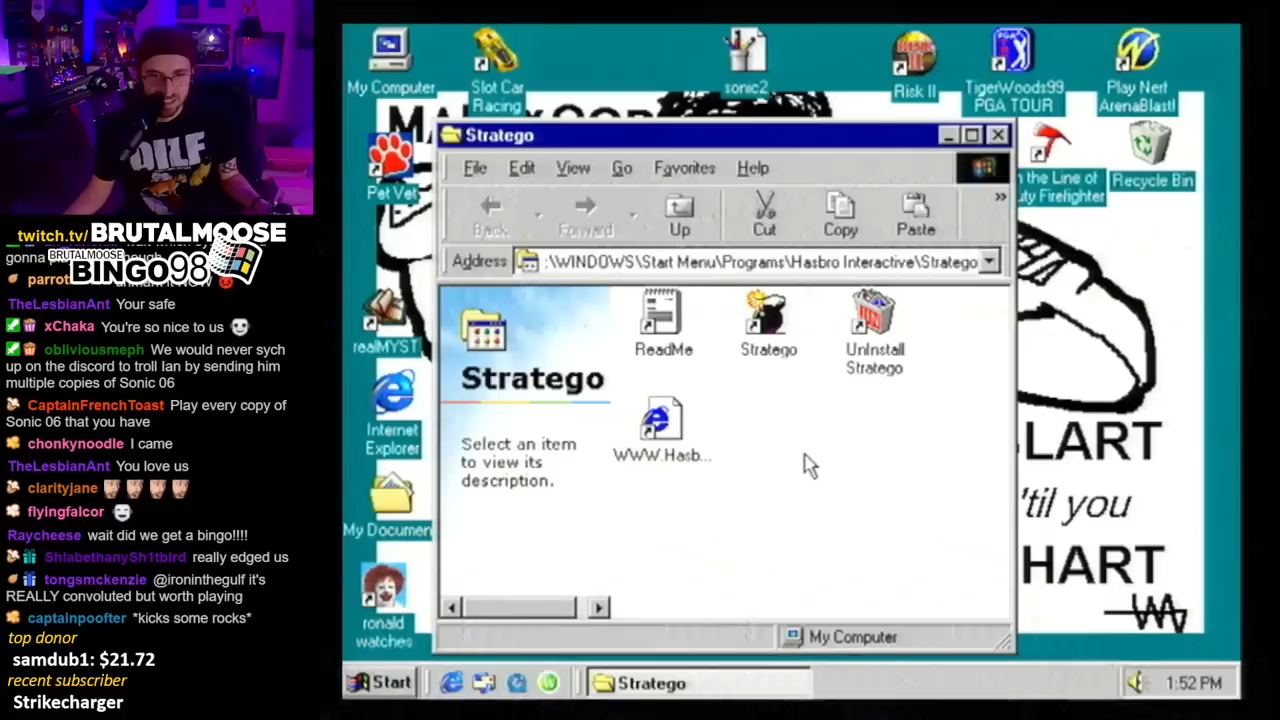 DILF
twitch.tv/BRUTALMOOSE
BRUTALMOOSE
BINGO98
TheLesbianAnt Your safe
xChaka You're so nice to us
obliviousmeph We would never sych
up on the discord to troll Ian by sending him
multiple copies of Sonic 06
CaptainFrenchToast Play every copy of
Sonic 06 that you have
chonkynoodle I came
TheLesbianAnt You love us
clarityjane
flyingfalcor
Raycheese wait did we get a bingo!!!!
ShlabethanySh1tbird really edged us
tongsmckenzie @ironinthegulf it's
REALLY convoluted but worth playing
captainpoofter *kicks some rocks*
top donor
samdub1: $21.72
recent subscriber
Strikecharger
My Computer
Slot Car
Racing
sonic2
Risk II
TigerWoods99
PGA TOUR
Play Nerf
ArenaBlast!
Pet Vet
realMYST
Internet
Explorer
My Documen
ronald
watches
n the Line of
uty Firefighter
Recycle Bin
Stratego
File Edit View Go Favorites Help
Back Forward Up Cut Copy Paste
Address :\WINDOWS\Start Menu\Programs\Hasbro Interactive\Stratego
Stratego
Select an item
to view its
description.
ReadMe
Stratego
UnInstall
Stratego
WWW.Hasb...
My Computer
LART
'til you
HART
Start
Stratego
1:52 PM